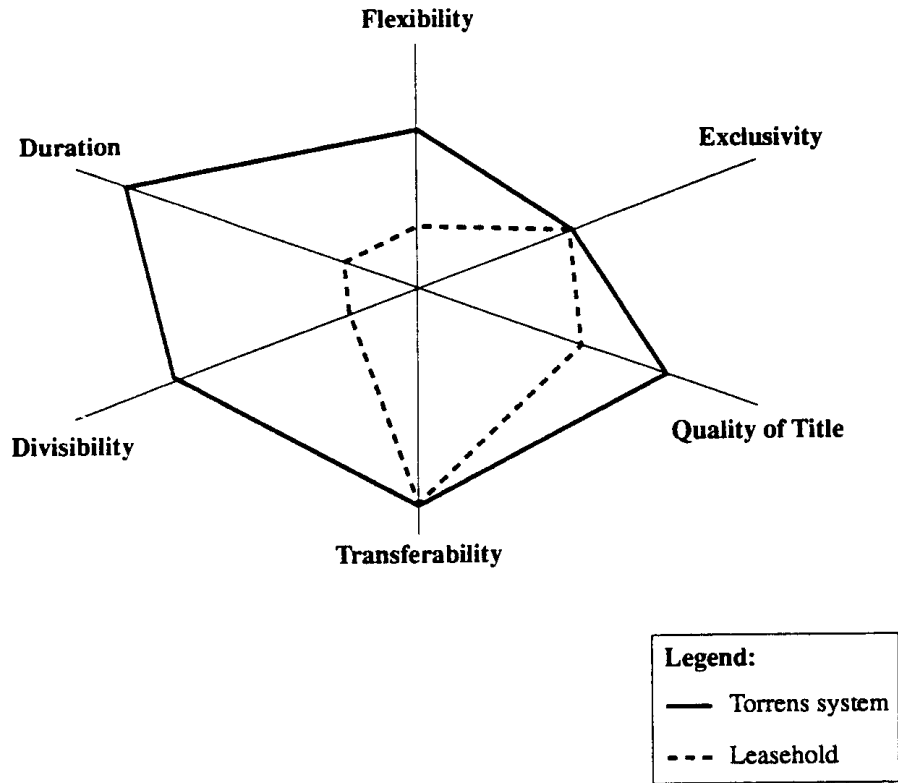 Flexibility
Duration
Exclusivity
Divisibility
Quality of Title
Transferability
Legend:
Torrens system
Leasehold